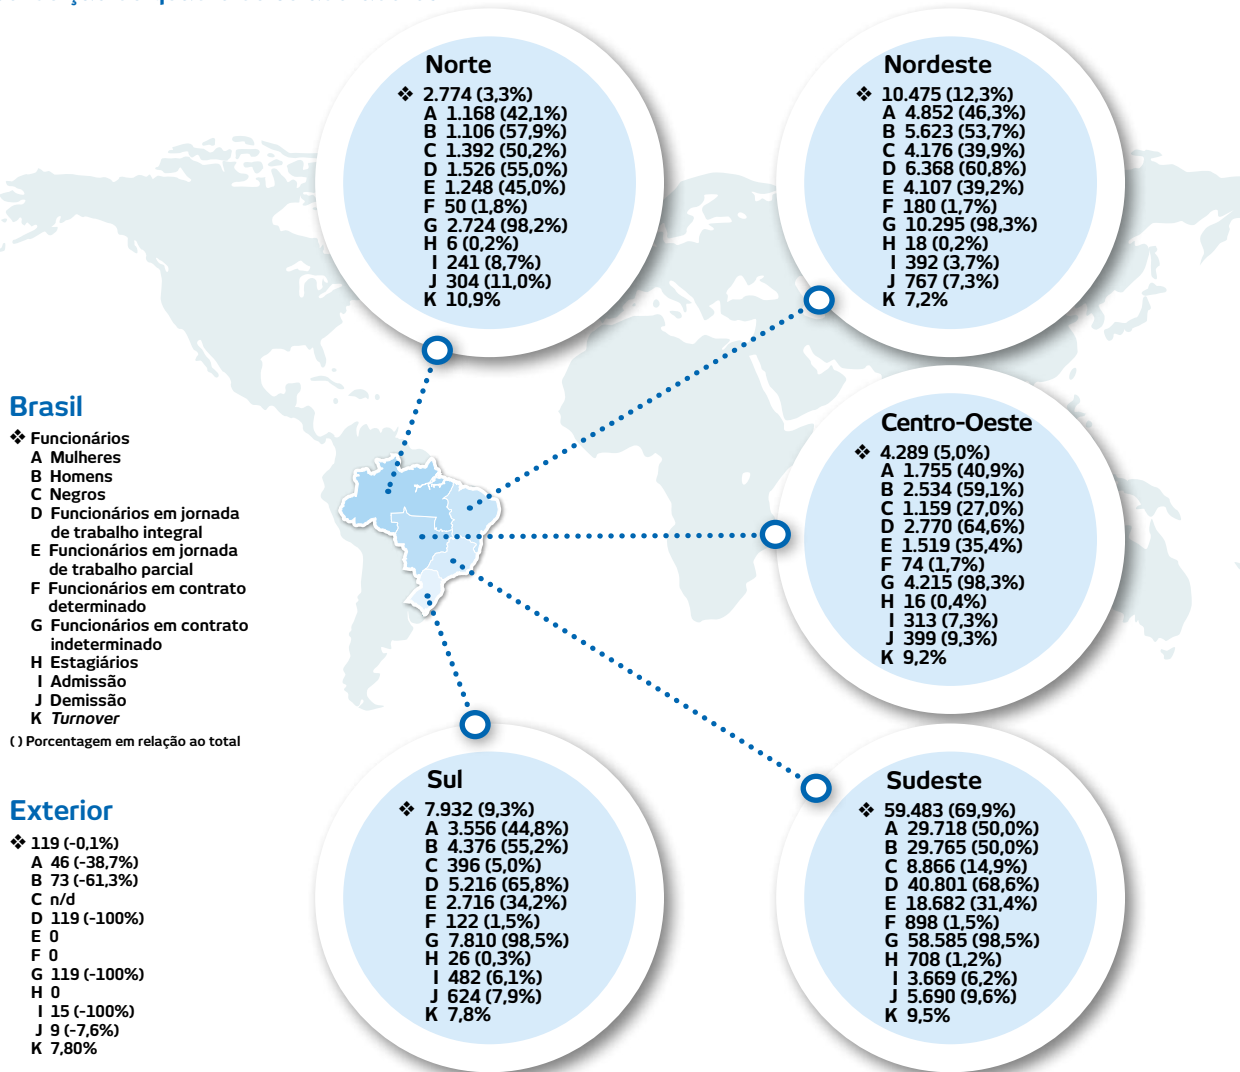 Norte
❖ 2.774 (3,3%)
A 1.168 (42,1%)
B 1.106 (57,9%)
C 1.392 (50,2%)
D 1.526 (55,0%)
E 1.248 (45,0%)
F 50 (1,8%)
G 2.724 (98,2%)
H 6 (0,2%)
I 241 (8,7%)
J 304 (11,0%)
K 10,9%
Nordeste
❖ 10.475 (12,3%)
A 4.852 (46,3%)
B 5.623 (53,7%)
C 4.176 (39,9%)
D 6.368 (60,8%)
E 4.107 (39,2%)
F 180 (1,7%)
G 10.295 (98,3%)
H 18 (0,2%)
I 392 (3,7%)
J 767 (7,3%)
K 7,2%
Brasil
❖ Funcionários
A Mulheres
B Homens
C Negros
D Funcionários em jornada
de trabalho integral
E Funcionários em jornada
de trabalho parcial
F Funcionários em contrato
determinado
G Funcionários em contrato
indeterminado
H Estagiários
I Admissão
J Demissão
K Turnover
( ) Porcentagem em relação ao total
Centro-Oeste
❖ 4.289 (5,0%)
A 1.755 (40,9%)
B 2.534 (59,1%)
C 1.159 (27,0%)
D 2.770 (64,6%)
E 1.519 (35,4%)
F 74 (1,7%)
G 4.215 (98,3%)
H 16 (0,4%)
I 313 (7,3%)
J 399 (9,3%)
K 9,2%
Exterior
❖ 119 (-0,1%)
A 46 (-38,7%)
B 73 (-61,3%)
C n/d
D 119 (-100%)
E 0
F 0
G 119 (-100%)
H 0
I 15 (-100%)
J 9 (-7,6%)
K 7,80%
Sul
❖ 7.932 (9,3%)
A 3.556 (44,8%)
B 4.376 (55,2%)
C 396 (5,0%)
D 5.216 (65,8%)
E 2.716 (34,2%)
F 122 (1,5%)
G 7.810 (98,5%)
H 26 (0,3%)
I 482 (6,1%)
J 624 (7,9%)
K 7,8%
Sudeste
❖ 59.483 (69,9%)
A 29.718 (50,0%)
B 29.765 (50,0%)
C 8.866 (14,9%)
D 40.801 (68,6%)
E 18.682 (31,4%)
F 898 (1,5%)
G 58.585 (98,5%)
H 708 (1,2%)
I 3.669 (6,2%)
J 5.690 (9,6%)
K 9,5%